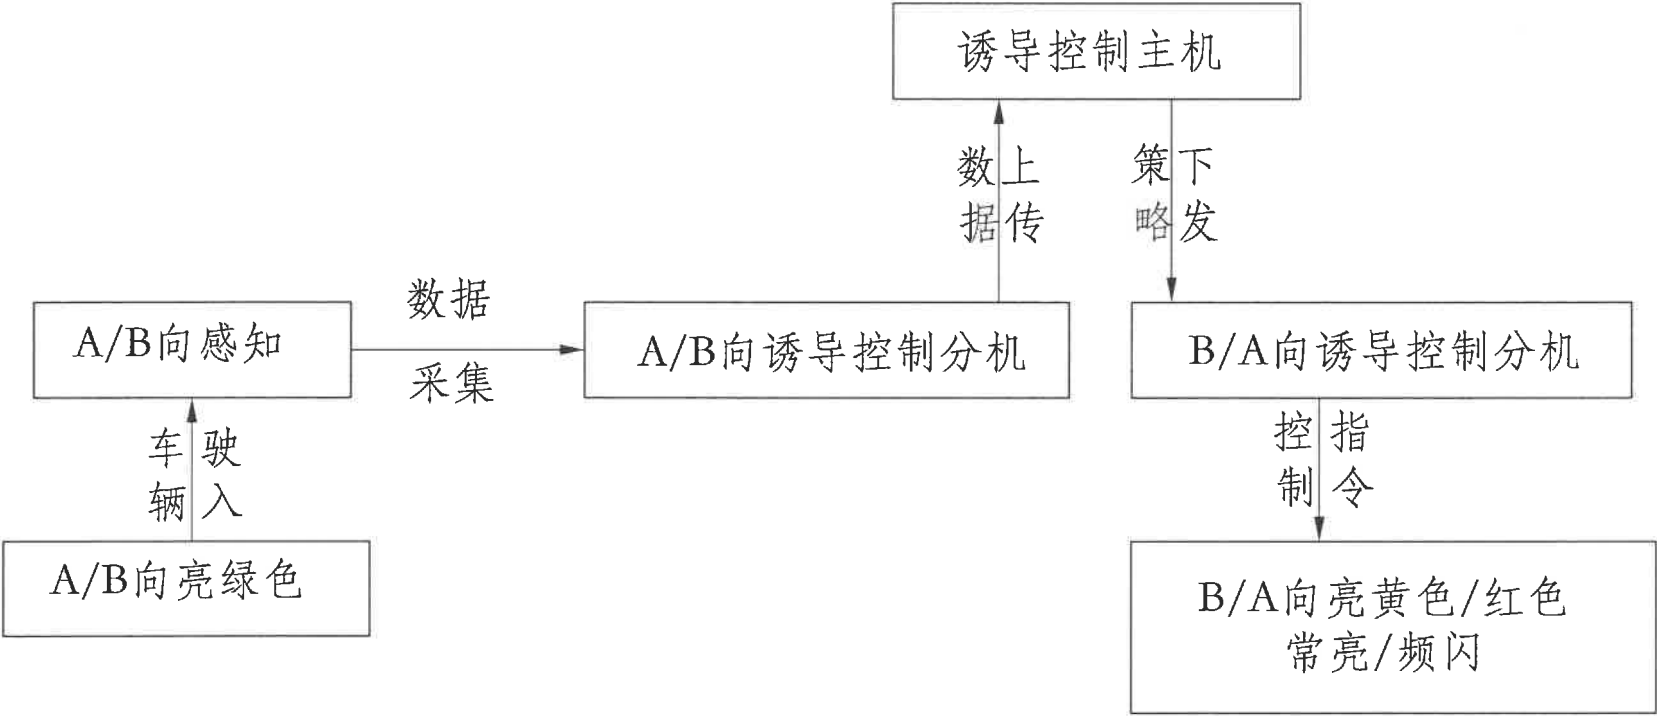 诱导控制主机
数据 上传
策略 下发
数据
采集
A/B向感知
A/B向诱导控制分机
B/A向诱导控制分机
车辆 驶入
控制 指令
A/B向亮绿色
B/A向亮黄色/红色
常亮/频闪